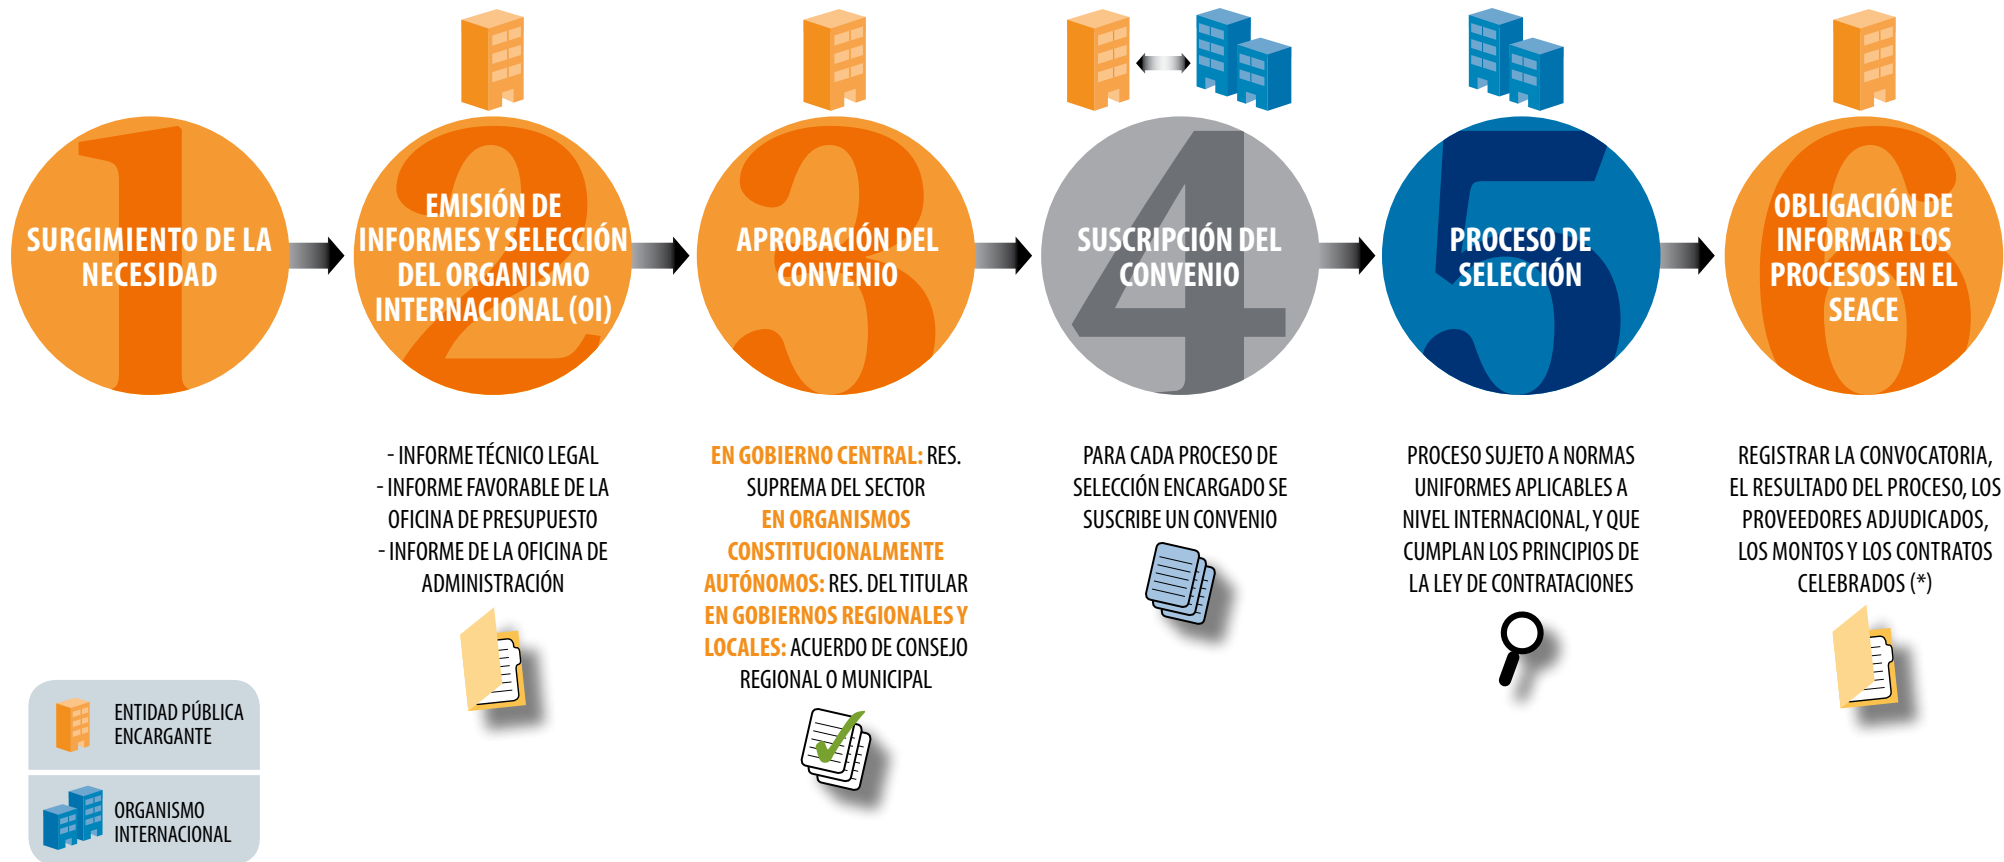 1
SURGIMIENTO DE LA
NECESIDAD
2
EMISIÓN DE
INFORMES Y SELECCIÓN
DEL ORGANISMO
INTERNACIONAL (OI)
- INFORME TÉCNICO LEGAL
- INFORME FAVORABLE DE LA
OFICINA DE PRESUPUESTO
- INFORME DE LA OFICINA DE
ADMINISTRACIÓN
3
APROBACIÓN DEL
CONVENIO
EN GOBIERNO CENTRAL: RES.
SUPREMA DEL SECTOR
EN ORGANISMOS
CONSTITUCIONALMENTE
AUTÓNOMOS: RES. DEL TITULAR
EN GOBIERNOS REGIONALES Y
LOCALES: ACUERDO DE CONSEJO
REGIONAL O MUNICIPAL
4
SUSCRIPCIÓN DEL
CONVENIO
PARA CADA PROCESO DE
SELECCIÓN ENCARGADO SE
SUSCRIBE UN CONVENIO
5
PROCESO DE
SELECCIÓN
PROCESO SUJETO A NORMAS
UNIFORMES APLICABLES A
NIVEL INTERNACIONAL, Y QUE
CUMPLAN LOS PRINCIPIOS DE
LA LEY DE CONTRATACIONES
6
OBLIGACIÓN DE
INFORMAR LOS
PROCESOS EN EL
SEACE
REGISTRAR LA CONVOCATORIA,
EL RESULTADO DEL PROCESO, LOS
PROVEEDORES ADJUDICADOS,
LOS MONTOS Y LOS CONTRATOS
CELEBRADOS (*)
ENTIDAD PÚBLICA
ENCARGANTE
ORGANISMO
INTERNACIONAL